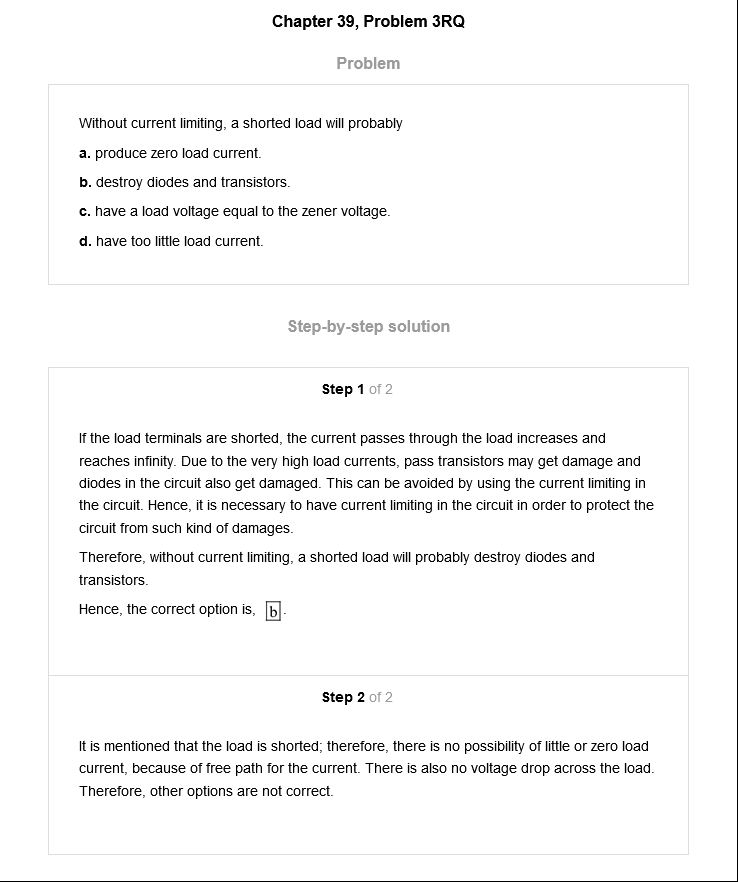 Chapter 39, Problem 3RQ
Problem
Without current limiting, a shorted load will probably
a. produce zero load current.
b. destroy diodes and transistors.
c. have a load voltage equal to the zener voltage.
d. have too little load current.
Step-by-step solution
Step 1 of 2
If the load terminals are shorted, the current passes through the load increases and
reaches infinity. Due to the very high load currents, pass transistors may get damage and
diodes in the circuit also get damaged. This can be avoided by using the current limiting in
the circuit. Hence, it is necessary to have current limiting in the circuit in order to protect the
circuit from such kind of damages.
Therefore, without current limiting, a shorted load will probably destroy diodes and
transistors.
Hence, the correct option is, b.
Step 2 of 2
It is mentioned that the load is shorted; therefore, there is no possibility of little or zero load
current, because of free path for the current. There is also no voltage drop across the load.
Therefore, other options are not correct.